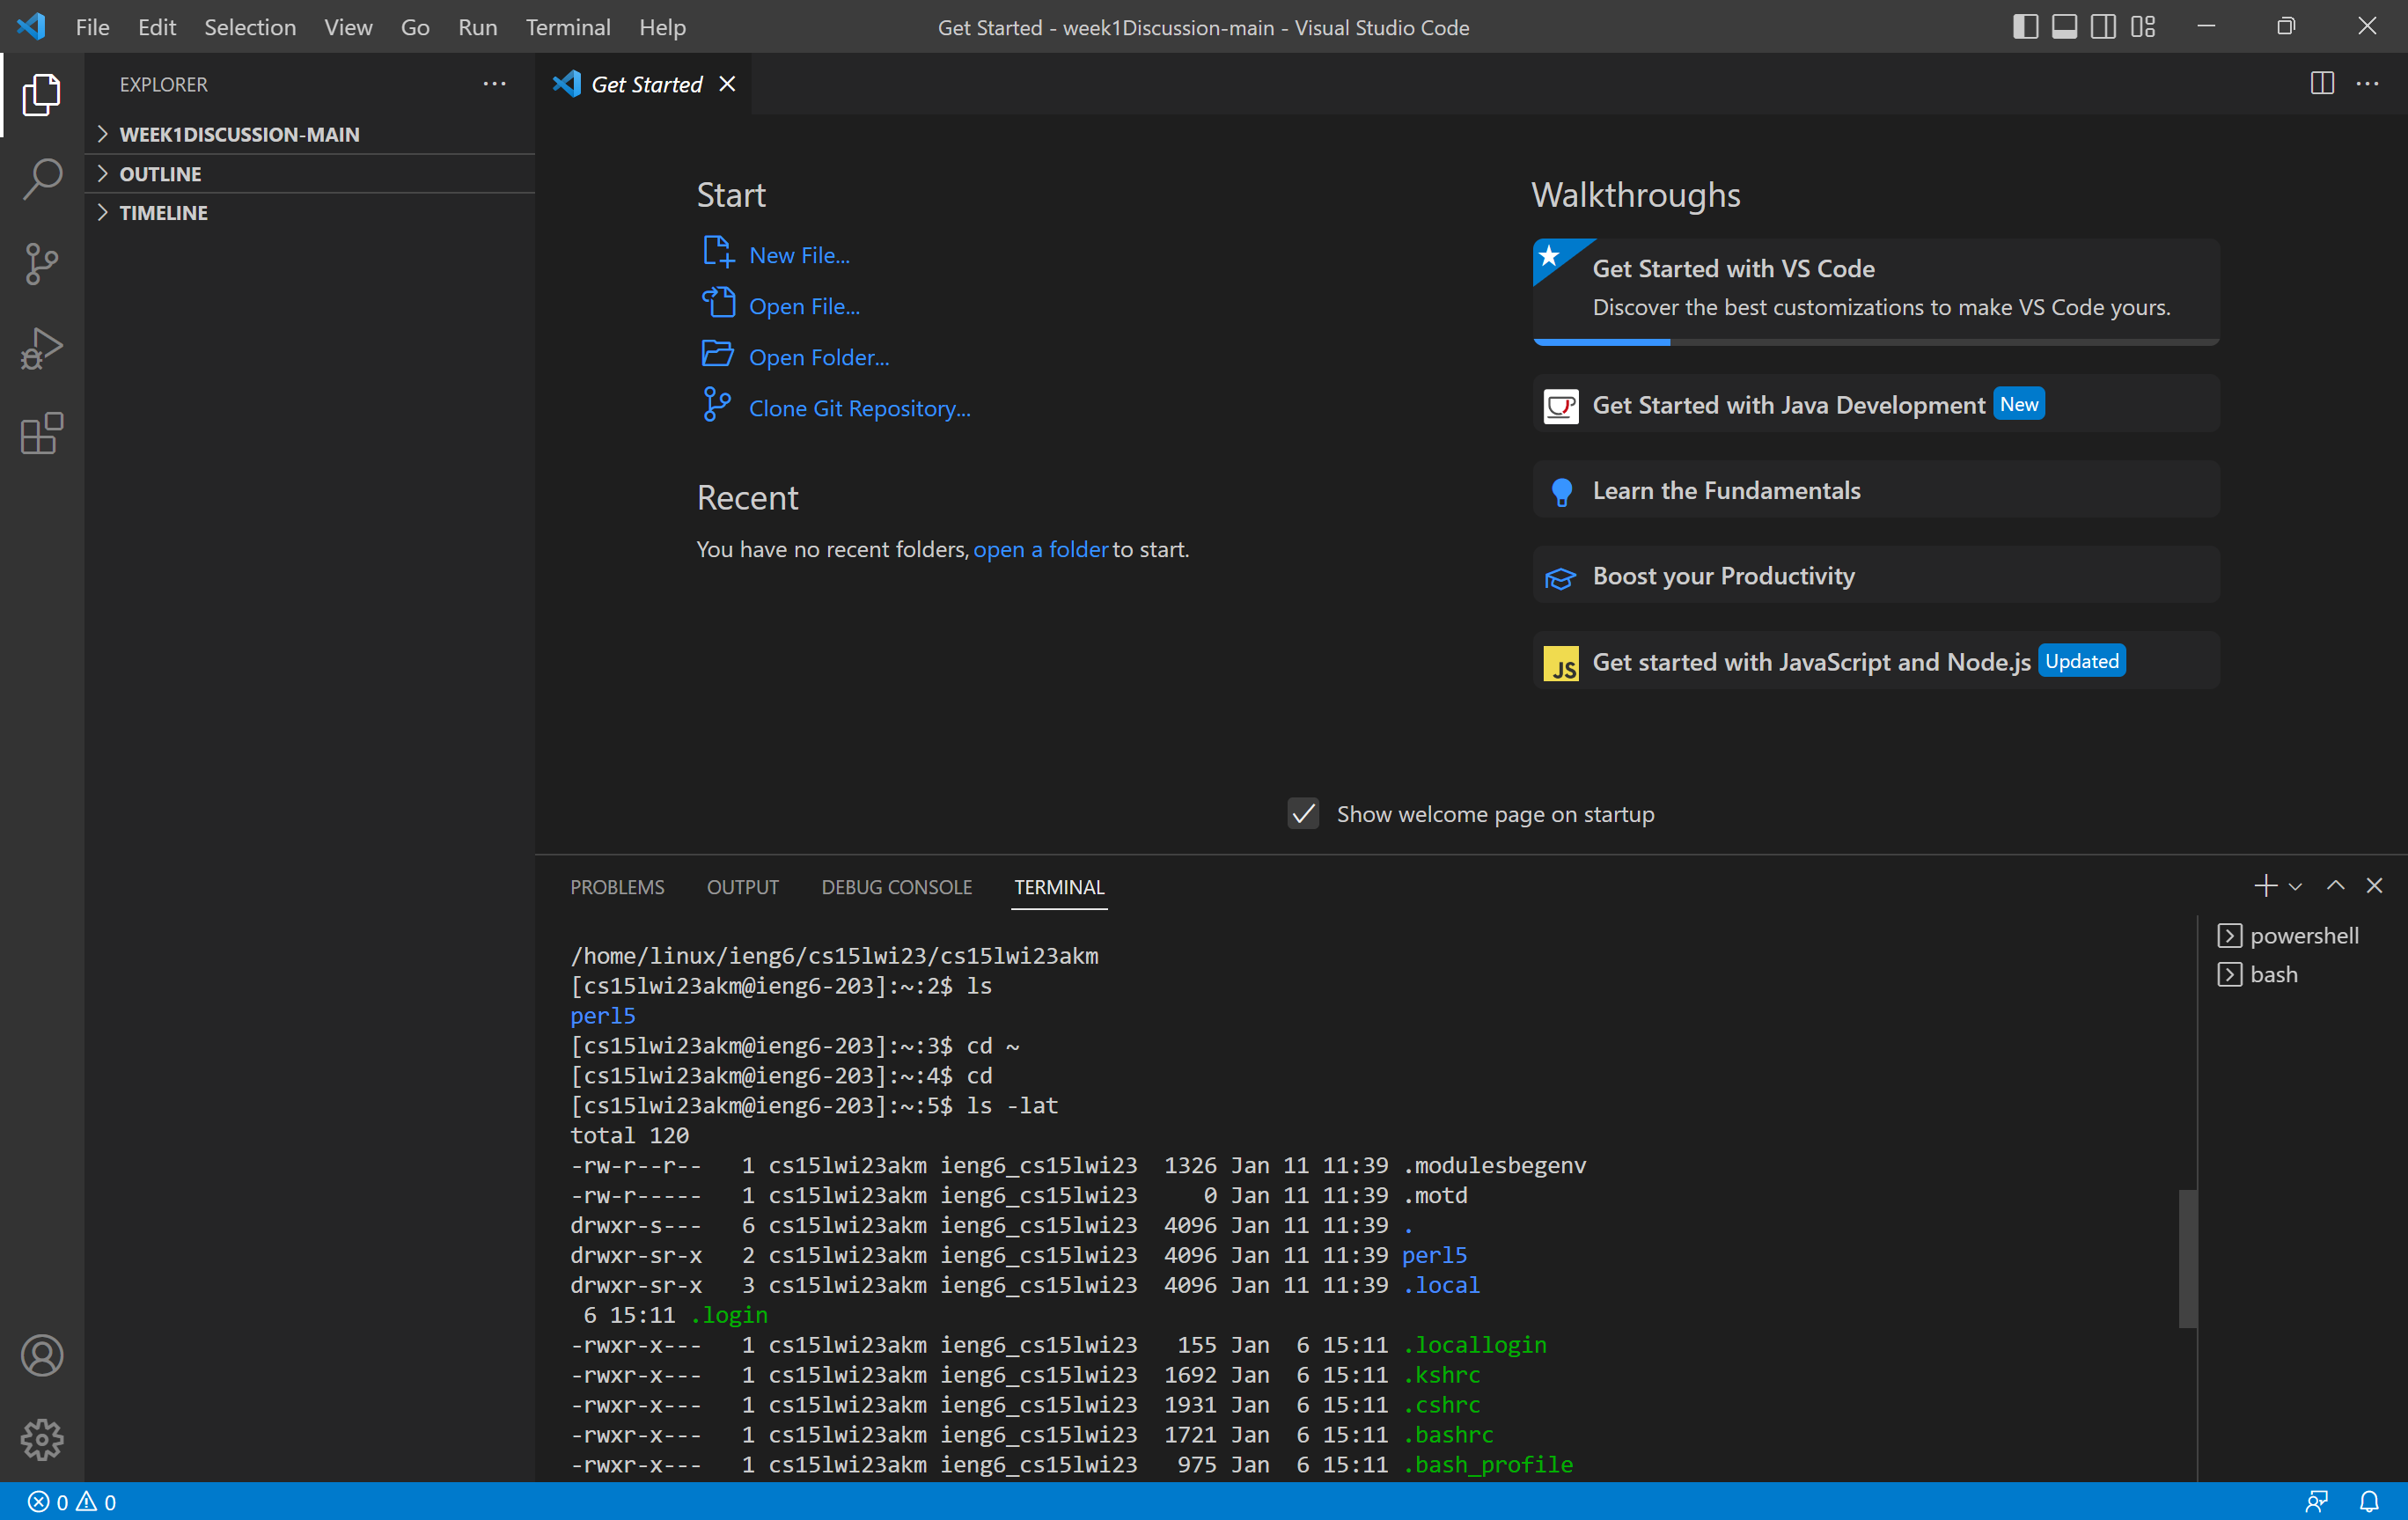 File Edit Selection View Go Run Terminal Help
Get Started - week1Discussion-main - Visual Studio Code
EXPLORER
WEEK1DISCUSSION-MAIN
OUTLINE
TIMELINE
Get Started
Start
New File...
Open File...
Open Folder...
Clone Git Repository...
Recent
You have no recent folders, open a folder to start.
Walkthroughs
Get Started with VS Code
Discover the best customizations to make VS Code yours.
Get Started with Java Development New
Learn the Fundamentals
Boost your Productivity
JS
Get started with JavaScript and Node.js Updated
Show welcome page on startup
PROBLEMS OUTPUT DEBUG CONSOLE TERMINAL
/home/linux/ieng6/cs15lwi23/cs15lwi23akm
[cs15lwi23akm@ieng6-203]:~:2$ ls
perl5
[cs15lwi23akm@ieng6-203]:~:3$ cd ~
[cs15lwi23akm@ieng6-203]:~:4$ cd
[cs15lwi23akm@ieng6-203]:~:5$ ls -lat
total 120
-rw-r--r--   1 cs15lwi23akm ieng6_cs15lwi23  1326 Jan 11 11:39 .modulesbegenv
-rw-r-----   1 cs15lwi23akm ieng6_cs15lwi23     0 Jan 11 11:39 .motd
drwxr-s---   6 cs15lwi23akm ieng6_cs15lwi23  4096 Jan 11 11:39 .
drwxr-sr-x   2 cs15lwi23akm ieng6_cs15lwi23  4096 Jan 11 11:39 perl5
drwxr-sr-x   3 cs15lwi23akm ieng6_cs15lwi23  4096 Jan 11 11:39 .local
 6 15:11 .login
-rwxr-x---   1 cs15lwi23akm ieng6_cs15lwi23   155 Jan  6 15:11 .locallogin
-rwxr-x---   1 cs15lwi23akm ieng6_cs15lwi23  1692 Jan  6 15:11 .kshrc
-rwxr-x---   1 cs15lwi23akm ieng6_cs15lwi23  1931 Jan  6 15:11 .cshrc
-rwxr-x---   1 cs15lwi23akm ieng6_cs15lwi23  1721 Jan  6 15:11 .bashrc
-rwxr-x---   1 cs15lwi23akm ieng6_cs15lwi23   975 Jan  6 15:11 .bash_profile
powershell
bash
0 0